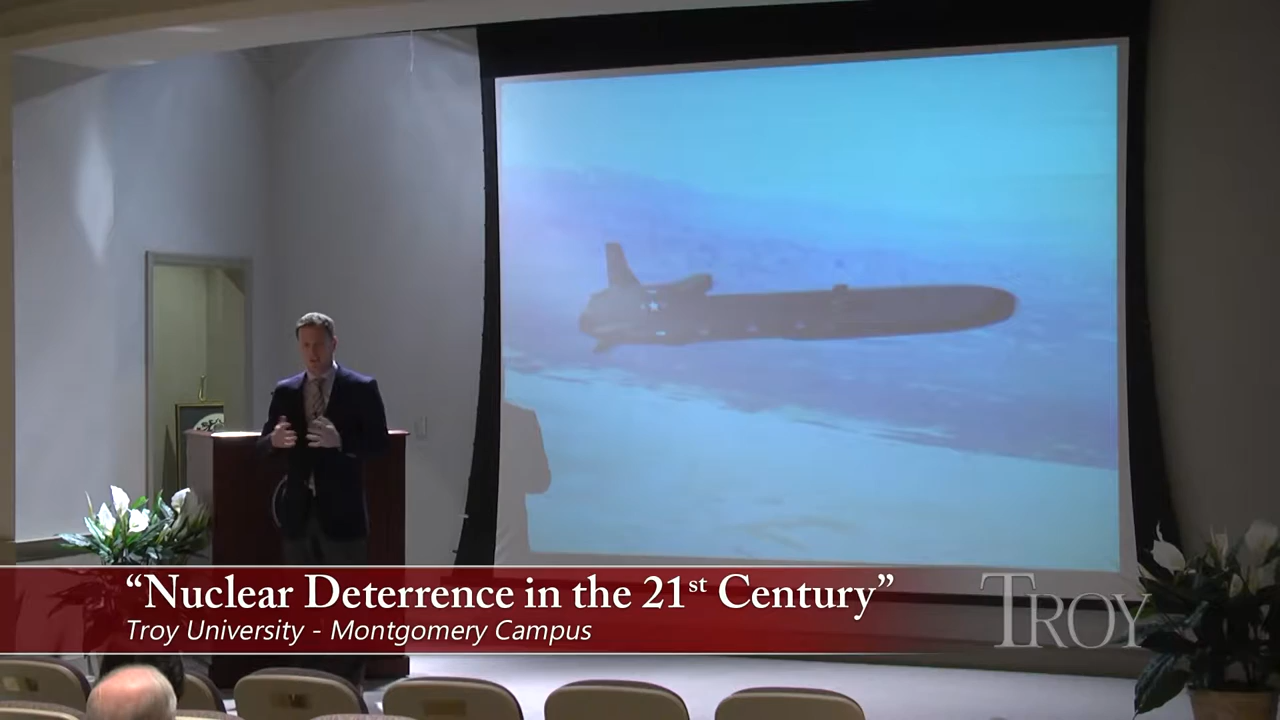 “Nuclear Deterrence in the 21st Century”
Troy University - Montgomery Campus
TROY